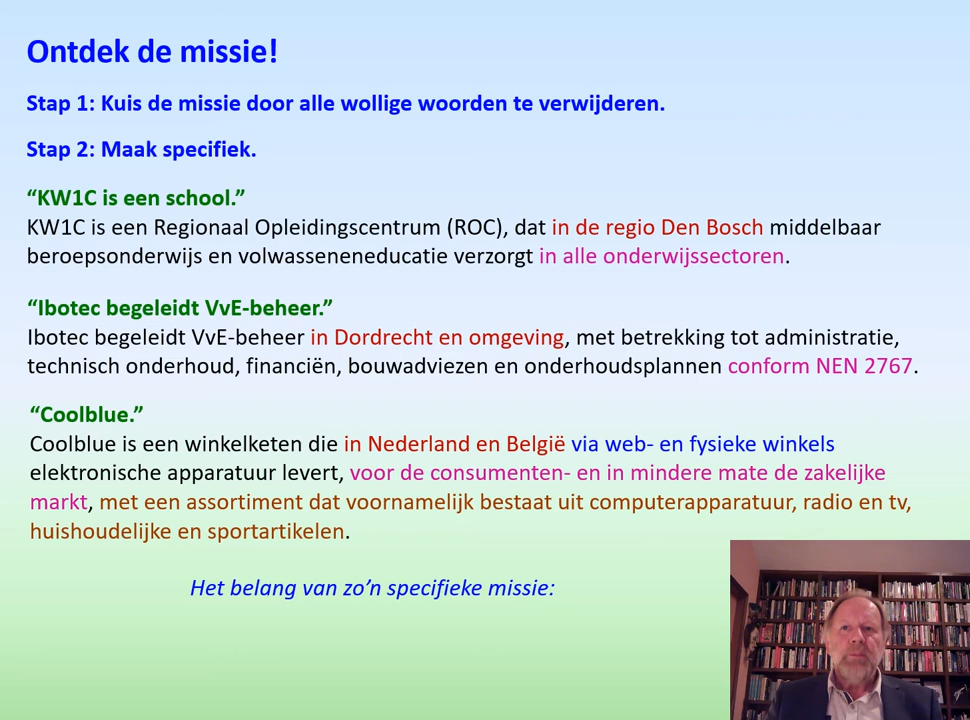 Ontdek de missie!
Stap 1: Kuis de missie door alle wollige woorden te verwijderen.
Stap 2: Maak specifiek.
“KW1C is een school.”
KW1C is een Regionaal Opleidingscentrum (ROC), dat in de regio Den Bosch middelbaar
beroepsonderwijs en volwasseneneducatie verzorgt in alle onderwijssectoren.
“Ibotec begeleidt VvE-beheer.”
Ibotec begeleidt VvE-beheer in Dordrecht en omgeving, met betrekking tot administratie,
technisch onderhoud, financiën, bouwadviezen en onderhoudsplannen conform NEN 2767.
“Coolblue.”
Coolblue is een winkelketen die in Nederland en België via web- en fysieke winkels
elektronische apparatuur levert, voor de consumenten- en in mindere mate de zakelijke
markt, met een assortiment dat voornamelijk bestaat uit computerapparatuur, radio en tv,
huishoudelijke en sportartikelen.
Het belang van zo’n specifieke missie: